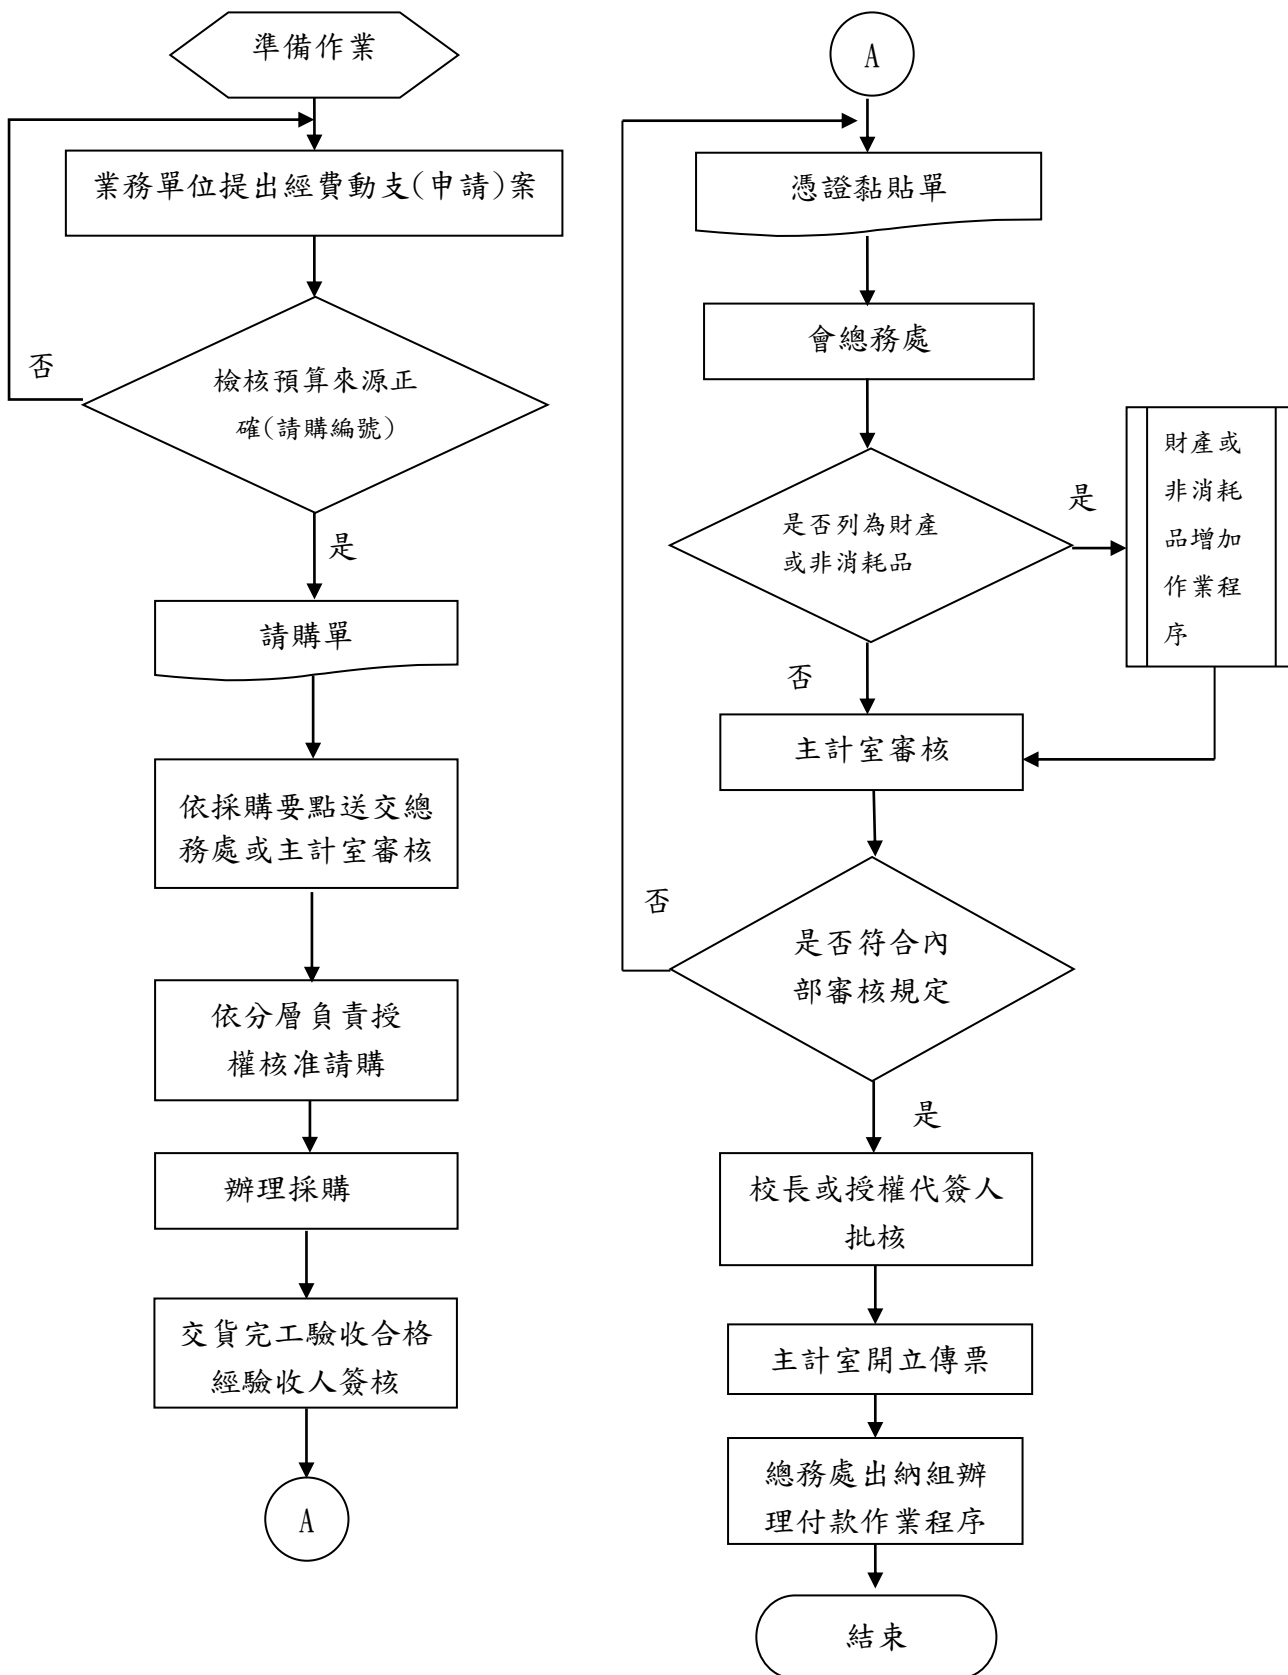 準備作業
業務單位提出經費動支(申請)案
否
檢核預算來源正
確(請購編號)
是
請購單
依採購要點送交總
務處或主計室審核
依分層負責授
權核准請購
辦理採購
交貨完工驗收合格
經驗收人簽核
A
A
憑證黏貼單
會總務處
是否列為財產
或非消耗品
是
財產或
非消耗
品增加
作業程
序
否
主計室審核
否
是否符合內
部審核規定
是
校長或授權代簽人
批核
主計室開立傳票
總務處出納組辦
理付款作業程序
結束